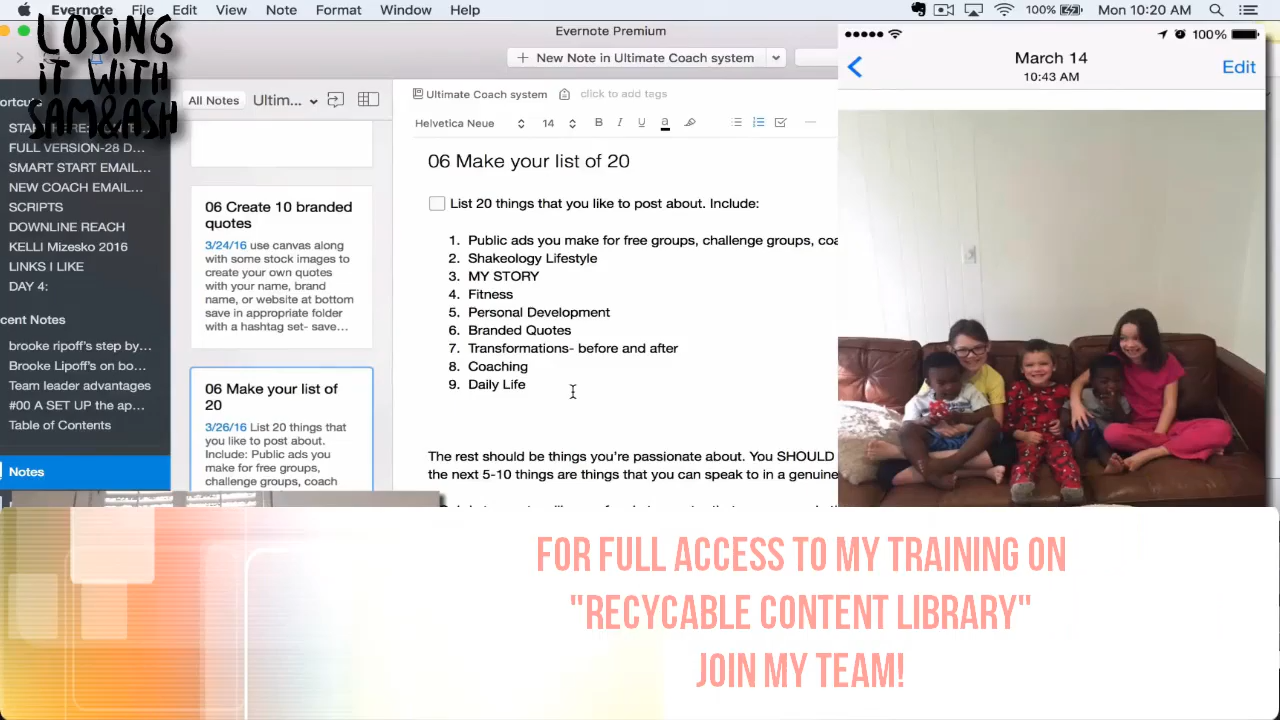 Evernote File Edit View Note Format Window Help
100% Mon 10:20 AM
Evernote Premium
LOSING
iT WiTH
SAM&ASH
New Note in Ultimate Coach system
All Notes Ultim...
ortcuts
START HERE:
FULL VERSION-28 D...
SMART START EMAIL...
NEW COACH EMAIL...
SCRIPTS
DOWNLINE REACH
KELLI Mizesko 2016
LINKS I LIKE
DAY 4:
cent Notes
brooke ripoff's step by...
Brooke Lipoff's on bo...
Team leader advantages
#00 A SET UP the ap...
Table of Contents
Notes
06 Create 10 branded
quotes
3/24/16 use canvas along
with some stock images to
create your own quotes
with your name, brand
name, or website at bottom
save in appropriate folder
with a hashtag set- save...
06 Make your list of
20
3/26/16 List 20 things that
you like to post about.
Include: Public ads you
make for free groups,
challenge groups, coach
Ultimate Coach system click to add tags
Helvetica Neue 14 B I U a
06 Make your list of 20
List 20 things that you like to post about. Include:
1. Public ads you make for free groups, challenge groups, coa
2. Shakeology Lifestyle
3. MY STORY
4. Fitness
5. Personal Development
6. Branded Quotes
7. Transformations- before and after
8. Coaching
9. Daily Life
The rest should be things you're passionate about. You SHOULD
the next 5-10 things are things that you can speak to in a genuine
100%
March 14
10:43 AM
Edit
FOR FULL ACCESS TO MY TRAINING ON
"RECYCABLE CONTENT LIBRARY"
JOIN MY TEAM!